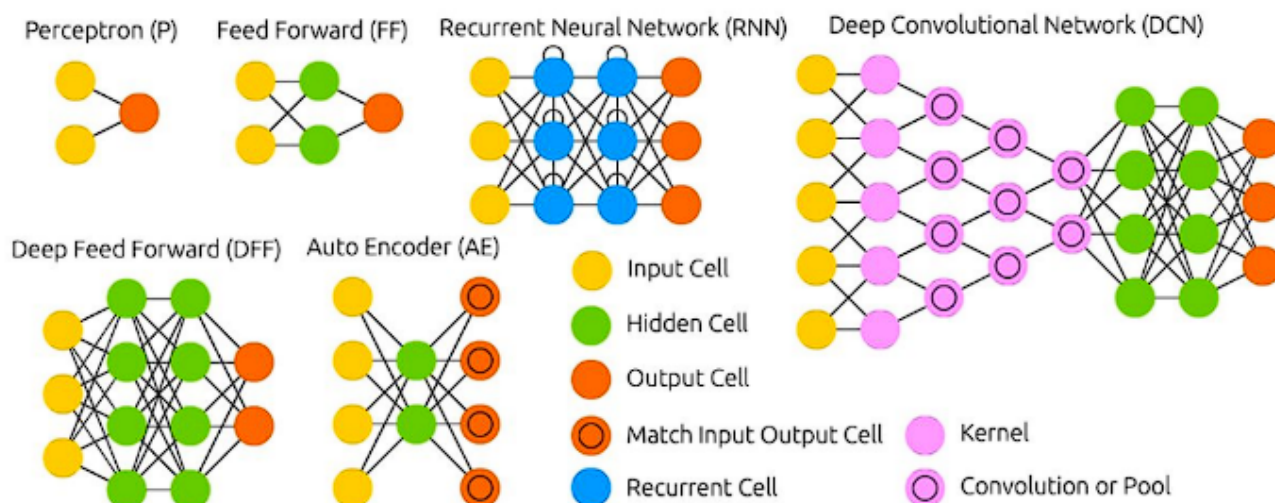 Perceptron (P)
Feed Forward (FF)
Recurrent Neural Network (RNN)
Deep Convolutional Network (DCN)
Deep Feed Forward (DFF)
Auto Encoder (AE)
Input Cell
Hidden Cell
Output Cell
Match Input Output Cell
Recurrent Cell
Kernel
Convolution or Pool